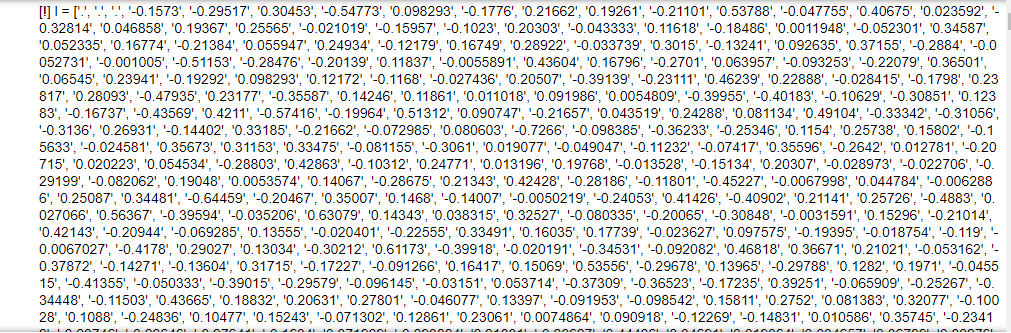 [!] l = ['.', '.', '.', '-0.1573', '-0.29517', '0.30453', '-0.54773', '0.098293', '-0.1776', '0.21662', '0.19261', '-0.21101', '0.53788', '-0.047755', '0.40675', '0.023592', '-
0.32814', '0.046858', '0.19367', '0.25565', '-0.021019', '-0.15957', '-0.1023', '0.20303', '-0.043333', '0.11618', '-0.18486', '0.0011948', '-0.052301', '0.34587',
'0.052335', '0.16774', '-0.21384', '0.055947', '0.24934', '-0.12179', '0.16749', '0.28922', '-0.033739', '0.3015', '-0.13241', '0.092635', '0.37155', '-0.2884', '-0.0
052731', '-0.001005', '-0.51153', '-0.28476', '-0.20139', '0.11837', '-0.0055891', '0.43604', '0.16796', '-0.2701', '0.063957', '-0.093253', '-0.22079', '0.36501',
'0.06545', '0.23941', '-0.19292', '0.098293', '0.12172', '-0.1168', '-0.027436', '0.20507', '-0.39139', '-0.23111', '0.46239', '0.22888', '-0.028415', '-0.1798', '0.23
817', '0.28093', '-0.47935', '0.23177', '-0.35587', '0.14246', '0.11861', '0.011018', '0.091986', '0.0054809', '-0.39955', '-0.40183', '-0.10629', '-0.30851', '0.123
83', '-0.16737', '-0.43569', '0.4211', '-0.57416', '-0.19964', '0.51312', '0.090747', '-0.21657', '0.043519', '0.24288', '0.081134', '0.49104', '-0.33342', '-0.31056',
'-0.3136', '0.26931', '-0.14402', '0.33185', '-0.21662', '-0.072985', '0.080603', '-0.7266', '-0.098385', '-0.36233', '-0.25346', '0.1154', '0.25738', '0.15802', '-0.1
5633', '-0.024581', '0.35673', '0.31153', '0.33475', '-0.081155', '-0.3061', '0.019077', '-0.049047', '-0.11232', '-0.07417', '0.35596', '-0.2642', '0.012781', '-0.20
715', '0.020223', '0.054534', '-0.28803', '0.42863', '-0.10312', '0.24771', '0.013196', '0.19768', '-0.013528', '-0.15134', '0.20307', '-0.028973', '-0.022706', '-0.
29199', '-0.082062', '0.19048', '0.0053574', '0.14067', '-0.28675', '0.21343', '0.42428', '-0.28186', '-0.11801', '-0.45227', '-0.0067998', '0.044784', '-0.006288
6', '0.25087', '0.34481', '-0.64459', '-0.20467', '0.35007', '0.1468', '-0.14007', '-0.0050219', '-0.24053', '0.41426', '-0.40902', '0.21141', '0.25726', '-0.4883', '0.
027066', '0.56367', '-0.39594', '-0.035206', '0.63079', '0.14343', '0.038315', '0.32527', '-0.080335', '-0.20065', '-0.30848', '-0.0031591', '0.15296', '-0.21014',
'0.42143', '-0.20944', '-0.069285', '0.13555', '-0.020401', '-0.22555', '0.33491', '0.16035', '0.17739', '-0.023627', '0.097575', '-0.19395', '-0.018754', '-0.119', '-
0.0067027', '-0.4178', '0.29027', '0.13034', '-0.30212', '0.61173', '-0.39918', '-0.020191', '-0.34531', '-0.092082', '0.46818', '0.36671', '0.21021', '-0.053162', '-
0.37872', '-0.14271', '-0.13604', '0.31715', '-0.17227', '-0.091266', '0.16417', '0.15069', '0.53556', '-0.29678', '0.13965', '-0.29788', '0.1282', '0.1971', '-0.0455
15', '-0.41355', '-0.050333', '-0.39015', '-0.29579', '-0.096145', '-0.03151', '0.053714', '-0.37309', '-0.36523', '-0.17235', '0.39251', '-0.065909', '-0.25267', '-0.
34448', '-0.11503', '0.43665', '0.18832', '0.20631', '0.27801', '-0.046077', '0.13397', '-0.091953', '-0.098542', '0.15811', '0.2752', '0.081383', '0.32077', '-0.100
28', '0.1088', '-0.24836', '0.10477', '0.15243', '-0.071302', '0.12861', '0.23061', '0.0074864', '0.090918', '-0.12269', '-0.14831', '0.010586', '0.35745', '-0.2341